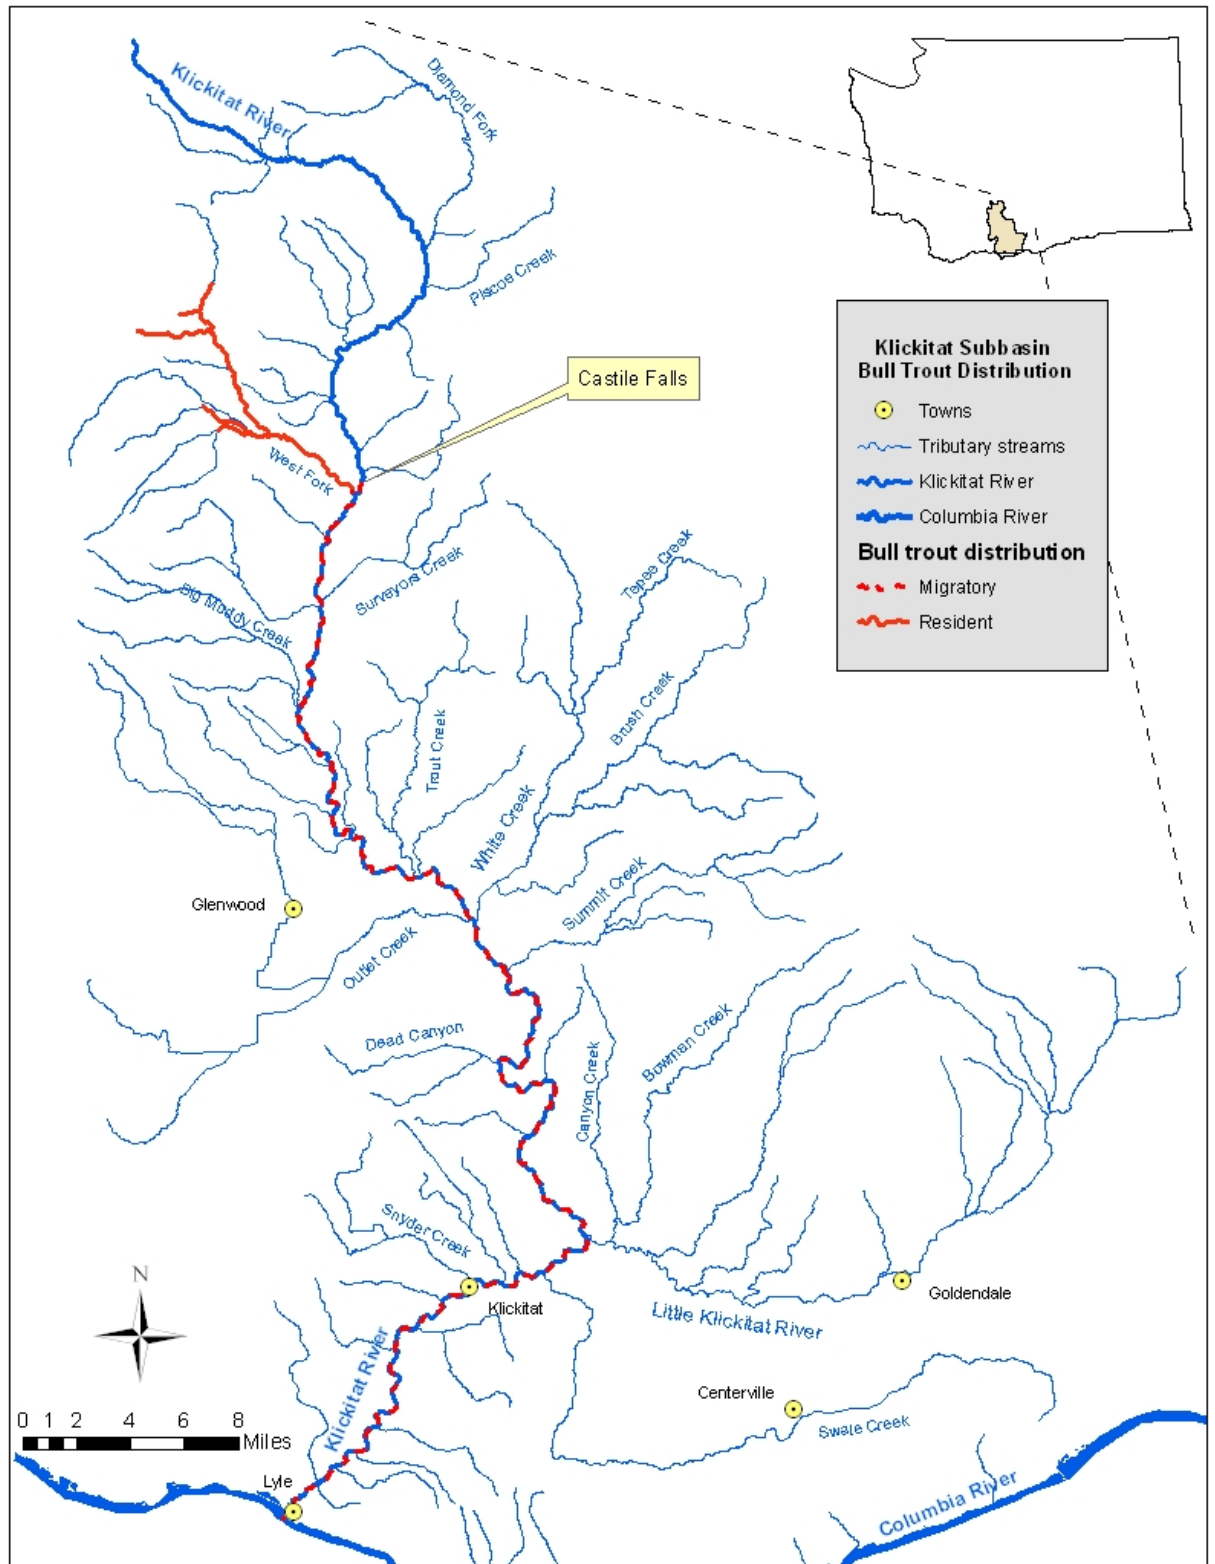 Klickitat River
Diamond Fork
Piscoe Creek
Castile Falls
Klickitat Subbasin
Bull Trout Distribution
Towns
Tributary streams
Klickitat River
Columbia River
Bull trout distribution
Migratory
Resident
West Fork
Surveyors Creek
Tepee Creek
Big Moddy Creek
Brush Creek
Trout Creek
White Creek
Summit Creek
Glenwood
Outlet Creek
Dead Canyon
Canyon Creek
Bowman Creek
Snyder Creek
N
Klickitat
Goldendale
Little Klickitat River
Klickitat River
Centerville
Swale Creek
0 1 2 4 6 8
Miles
Lyle
Columbia River